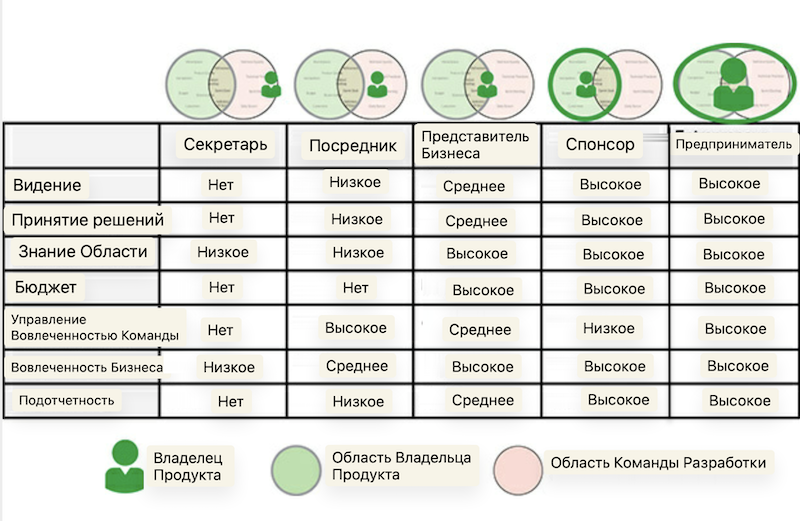 Секретарь Посредник Представитель Бизнеса Спонсор Предприниматель
Видение Нет Низкое Среднее Высокое Высокое
Принятие решений Нет Низкое Среднее Высокое Высокое
Знание Области Низкое Низкое Высокое Высокое Высокое
Бюджет Нет Нет Высокое Высокое Высокое
Управление
Вовлеченностью Команды Нет Высокое Среднее Низкое Высокое
Вовлеченность Бизнеса Низкое Среднее Высокое Высокое Высокое
Подотчетность Нет Низкое Среднее Высокое Высокое
Владелец
Продукта
Область Владельца
Продукта
Область Команды Разработки